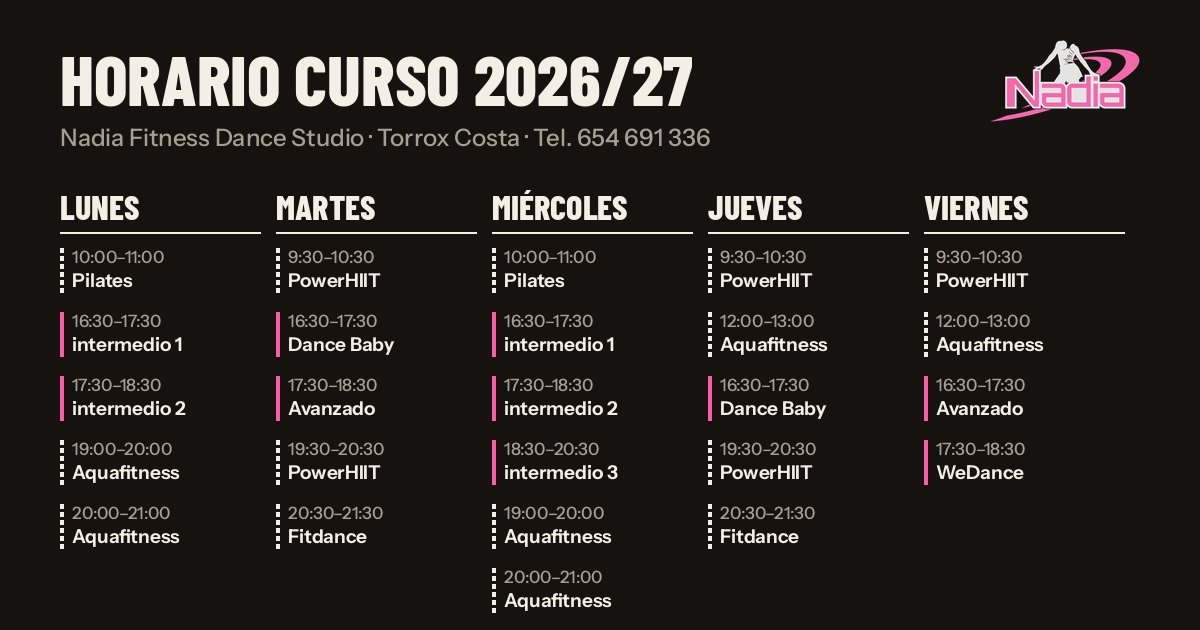 HORARIO CURSO 2026/27
Nadia Fitness Dance Studio · Torrox Costa · Tel. 654 691 336
Nadia
LUNES
10:00–11:00
Pilates
16:30–17:30
intermedio 1
17:30–18:30
intermedio 2
19:00–20:00
Aquafitness
20:00–21:00
Aquafitness
MARTES
9:30–10:30
PowerHIIT
16:30–17:30
Dance Baby
17:30–18:30
Avanzado
19:30–20:30
PowerHIIT
20:30–21:30
Fitdance
MIÉRCOLES
10:00–11:00
Pilates
16:30–17:30
intermedio 1
17:30–18:30
intermedio 2
18:30–20:30
intermedio 3
19:00–20:00
Aquafitness
20:00–21:00
Aquafitness
JUEVES
9:30–10:30
PowerHIIT
12:00–13:00
Aquafitness
16:30–17:30
Dance Baby
19:30–20:30
PowerHIIT
20:30–21:30
Fitdance
VIERNES
9:30–10:30
PowerHIIT
12:00–13:00
Aquafitness
16:30–17:30
Avanzado
17:30–18:30
WeDance